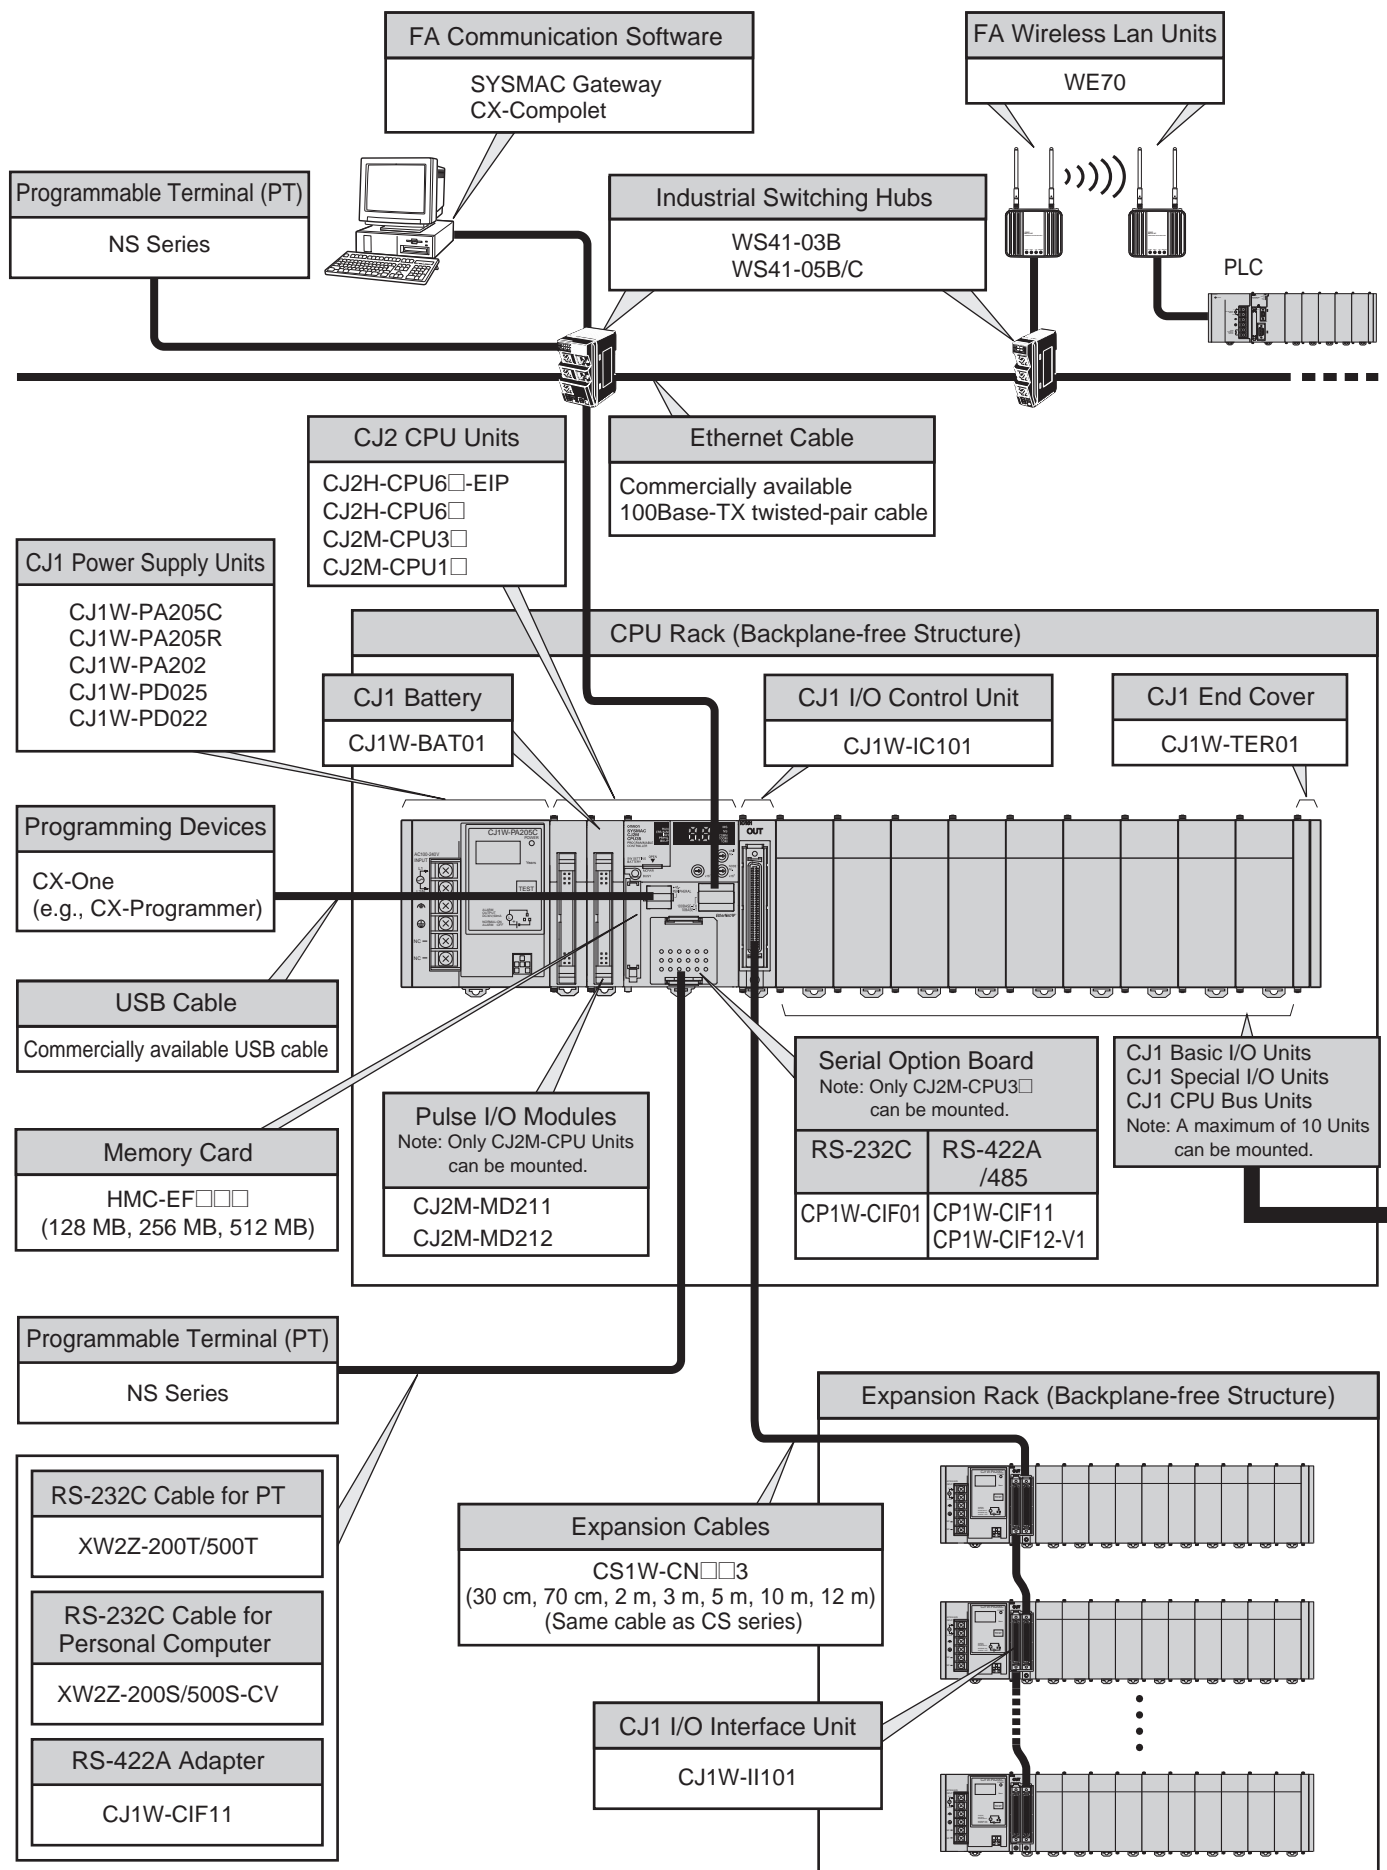 FA Communication Software
SYSMAC Gateway
CX-Compolet
FA Wireless Lan Units
WE70
Programmable Terminal (PT)
NS Series
Industrial Switching Hubs
WS41-03B
WS41-05B/C
PLC
CJ2 CPU Units
CJ2H-CPU6□-EIP
CJ2H-CPU6□
CJ2M-CPU3□
CJ2M-CPU1□
Ethernet Cable
Commercially available
100Base-TX twisted-pair cable
CJ1 Power Supply Units
CJ1W-PA205C
CJ1W-PA205R
CJ1W-PA202
CJ1W-PD025
CJ1W-PD022
CPU Rack (Backplane-free Structure)
CJ1 Battery
CJ1W-BAT01
CJ1 I/O Control Unit
CJ1W-IC101
CJ1 End Cover
CJ1W-TER01
Programming Devices
CX-One
(e.g., CX-Programmer)
CJ1W-PA205C
POWER
TEST
OUT
USB Cable
Commercially available USB cable
Memory Card
HMC-EF□□□
(128 MB, 256 MB, 512 MB)
Pulse I/O Modules
Note: Only CJ2M-CPU Units
can be mounted.
CJ2M-MD211
CJ2M-MD212
Serial Option Board
Note: Only CJ2M-CPU3□
can be mounted.
RS-232C
RS-422A
/485
CP1W-CIF01
CP1W-CIF11
CP1W-CIF12-V1
CJ1 Basic I/O Units
CJ1 Special I/O Units
CJ1 CPU Bus Units
Note: A maximum of 10 Units
can be mounted.
Programmable Terminal (PT)
NS Series
RS-232C Cable for PT
XW2Z-200T/500T
RS-232C Cable for
Personal Computer
XW2Z-200S/500S-CV
RS-422A Adapter
CJ1W-CIF11
Expansion Rack (Backplane-free Structure)
Expansion Cables
CS1W-CN□□3
(30 cm, 70 cm, 2 m, 3 m, 5 m, 10 m, 12 m)
(Same cable as CS series)
CJ1 I/O Interface Unit
CJ1W-II101